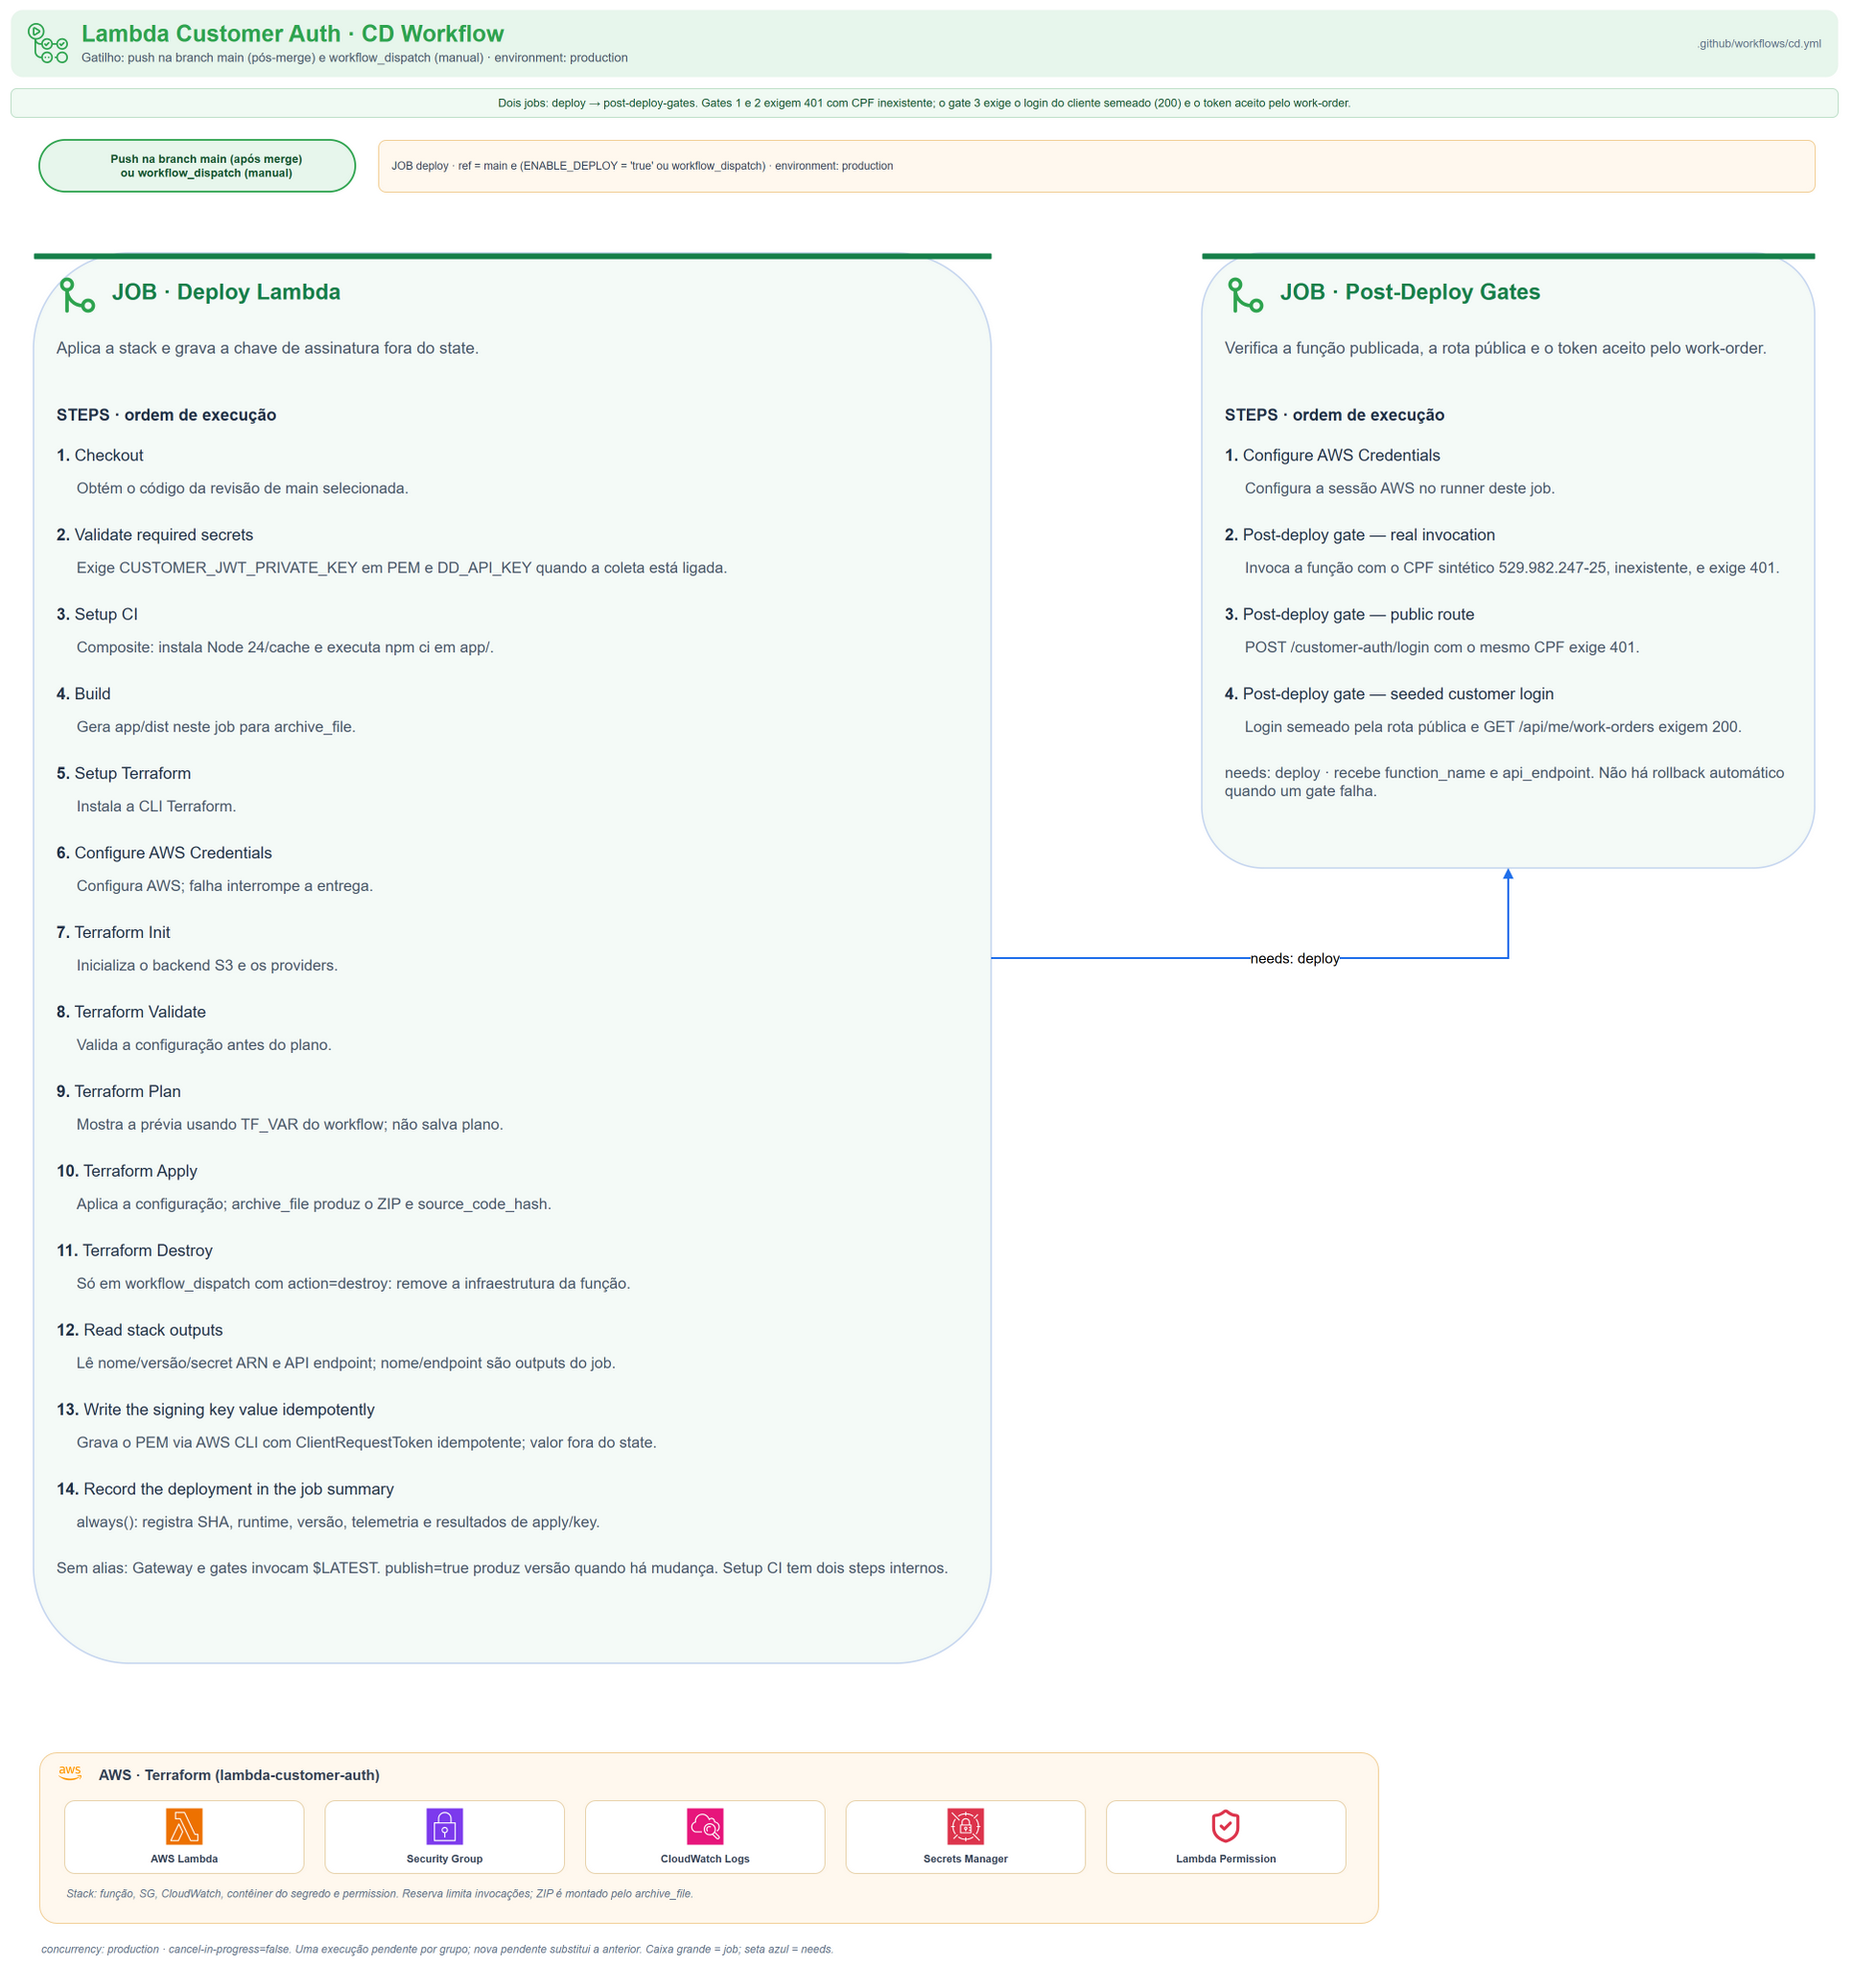 Lambda Customer Auth · CD Workflow
Gatilho: push na branch main (pós-merge) e workflow_dispatch (manual) · environment: production
.github/workflows/cd.yml
Dois jobs: deploy → post-deploy-gates. Gates 1 e 2 exigem 401 com CPF inexistente; o gate 3 exige o login do cliente semeado (200) e o token aceito pelo work-order.
Push na branch main (após merge)
ou workflow_dispatch (manual)
JOB deploy · ref = main e (ENABLE_DEPLOY = 'true' ou workflow_dispatch) · environment: production
JOB · Deploy Lambda
Aplica a stack e grava a chave de assinatura fora do state.
STEPS · ordem de execução
1. Checkout
Obtém o código da revisão de main selecionada.
2. Validate required secrets
Exige CUSTOMER_JWT_PRIVATE_KEY em PEM e DD_API_KEY quando a coleta está ligada.
3. Setup CI
Composite: instala Node 24/cache e executa npm ci em app/.
4. Build
Gera app/dist neste job para archive_file.
5. Setup Terraform
Instala a CLI Terraform.
6. Configure AWS Credentials
Configura AWS; falha interrompe a entrega.
7. Terraform Init
Inicializa o backend S3 e os providers.
8. Terraform Validate
Valida a configuração antes do plano.
9. Terraform Plan
Mostra a prévia usando TF_VAR do workflow; não salva plano.
10. Terraform Apply
Aplica a configuração; archive_file produz o ZIP e source_code_hash.
11. Terraform Destroy
Só em workflow_dispatch com action=destroy: remove a infraestrutura da função.
12. Read stack outputs
Lê nome/versão/secret ARN e API endpoint; nome/endpoint são outputs do job.
13. Write the signing key value idempotently
Grava o PEM via AWS CLI com ClientRequestToken idempotente; valor fora do state.
14. Record the deployment in the job summary
always(): registra SHA, runtime, versão, telemetria e resultados de apply/key.
Sem alias: Gateway e gates invocam $LATEST. publish=true produz versão quando há mudança. Setup CI tem dois steps internos.
JOB · Post-Deploy Gates
Verifica a função publicada, a rota pública e o token aceito pelo work-order.
STEPS · ordem de execução
1. Configure AWS Credentials
Configura a sessão AWS no runner deste job.
2. Post-deploy gate — real invocation
Invoca a função com o CPF sintético 529.982.247-25, inexistente, e exige 401.
3. Post-deploy gate — public route
POST /customer-auth/login com o mesmo CPF exige 401.
4. Post-deploy gate — seeded customer login
Login semeado pela rota pública e GET /api/me/work-orders exigem 200.
needs: deploy · recebe function_name e api_endpoint. Não há rollback automático
quando um gate falha.
needs: deploy
aws
AWS · Terraform (lambda-customer-auth)
AWS Lambda
Security Group
CloudWatch Logs
Secrets Manager
Lambda Permission
Stack: função, SG, CloudWatch, contêiner do segredo e permission. Reserva limita invocações; ZIP é montado pelo archive_file.
concurrency: production · cancel-in-progress=false. Uma execução pendente por grupo; nova pendente substitui a anterior. Caixa grande = job; seta azul = needs.